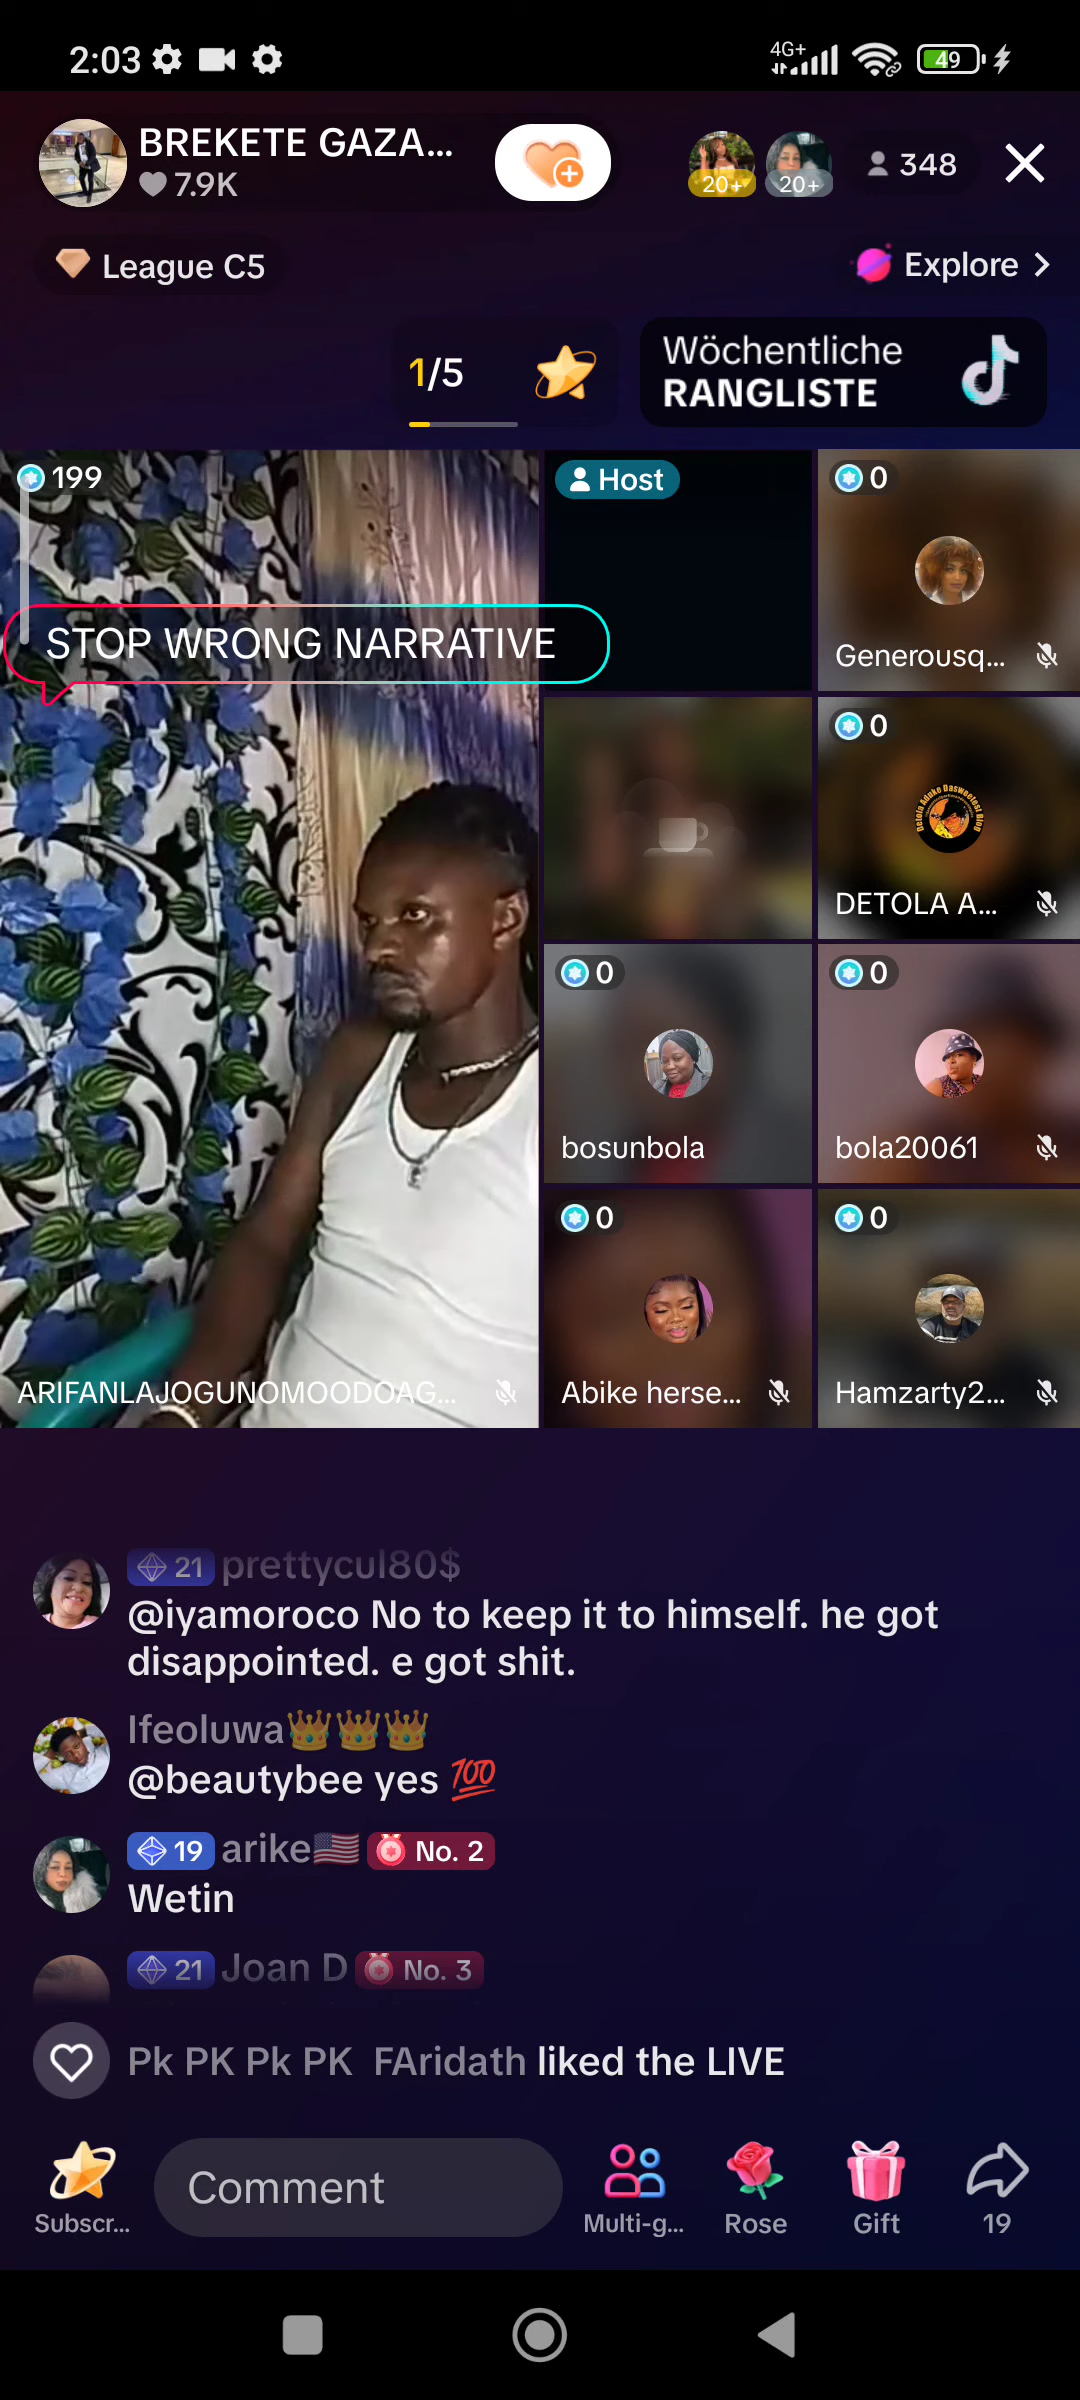 2:03
4G+
49
BREKETE GAZA...
7.9K
20+
20+
348
League C5
Explore
1/5
Wöchentliche
RANGLISTE
199
Host
0
STOP WRONG NARRATIVE
Generousq...
0
DETOLA A...
0
bosunbola
0
bola20061
0
Abike herse...
0
Hamzarty2...
ARIFANLAJOGUNOMOODOAG...
21 prettycul80$
@iyamoroco No to keep it to himself. he got
disappointed. e got shit.
Ifeoluwa👑👑👑
@beautybee yes 💯
19 arike🇺🇸 No. 2
Wetin
21 Joan D No. 3
Pk PK Pk PK FAridath liked the LIVE
Subscr...
Comment
Multi-g...
Rose
Gift
19